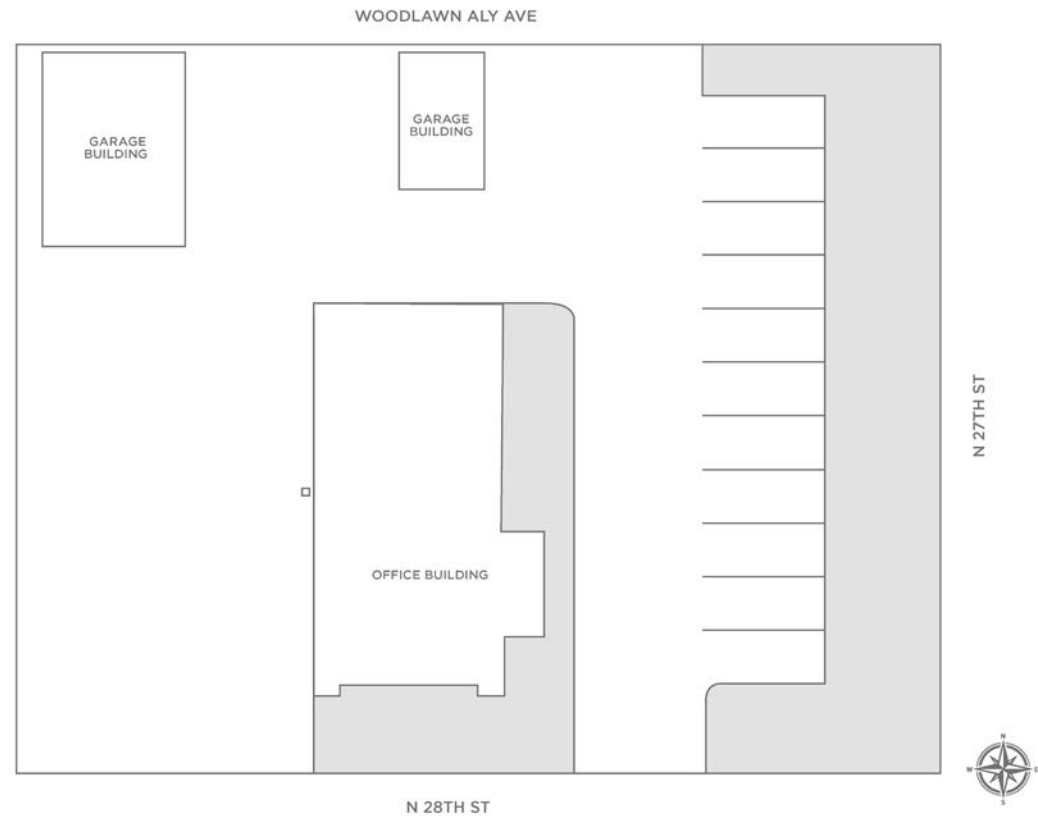 WOODLAWN ALY AVE
GARAGE
BUILDING
GARAGE
BUILDING
N 27TH ST
OFFICE BUILDING
N
W
E
S
N 28TH ST